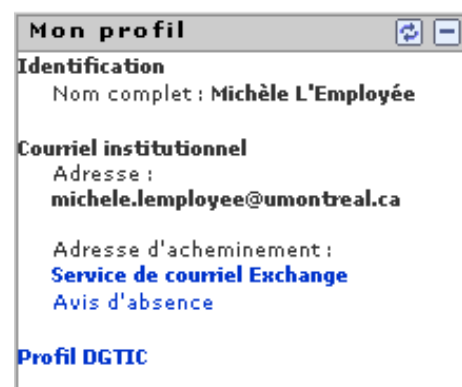 Mon profil
Identification
Nom complet : Michèle L'Employée
Courriel institutionnel
Adresse :
michele.lemployee@umontreal.ca
Adresse d'acheminement :
Service de courriel Exchange
Avis d'absence
Profil DGTIC